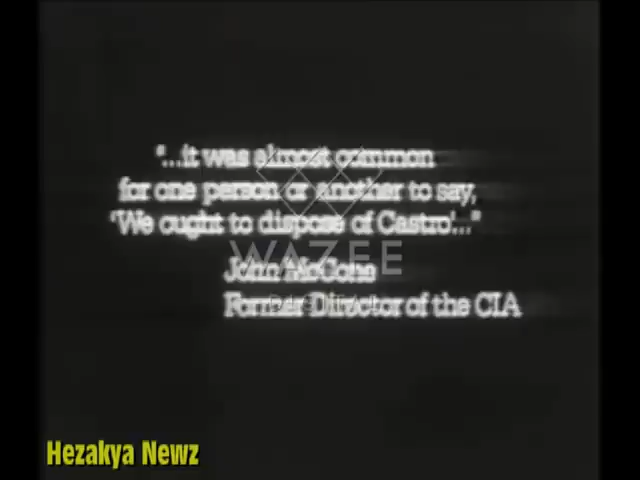 "...it was almost common
for one person or another to say,
'We ought to dispose of Castro'..."
WAZEE
John McCone
DIGITAL
Former Director of the CIA
Hezakya Newz